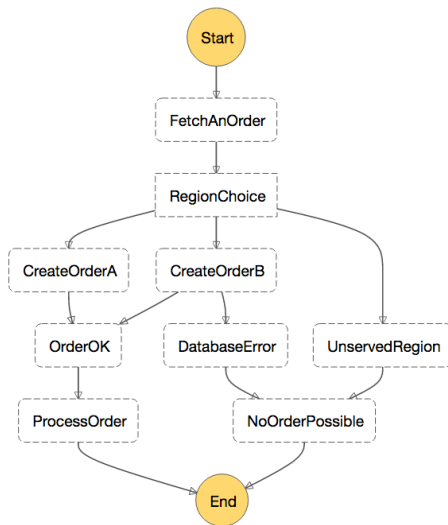 Start
FetchAnOrder
RegionChoice
CreateOrderA
CreateOrderB
OrderOK
DatabaseError
UnservedRegion
ProcessOrder
NoOrderPossible
End